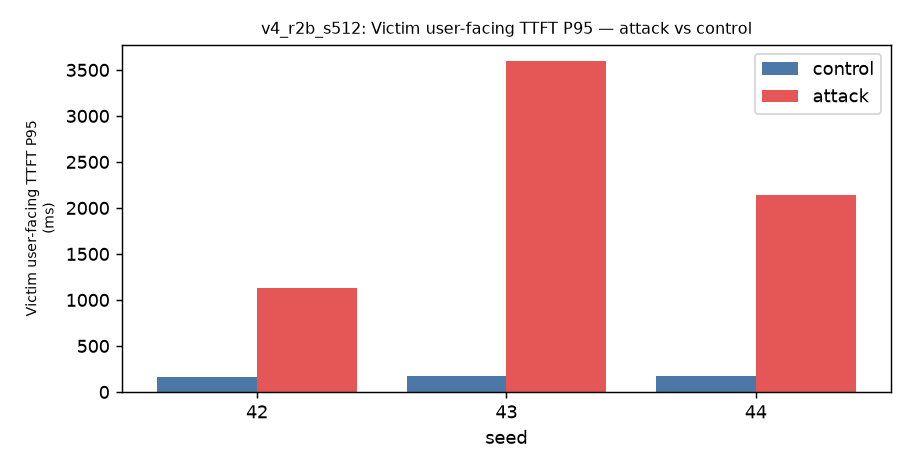 v4_r2b_s512: Victim user-facing TTFT P95 — attack vs control
Victim user-facing TTFT P95
(ms)
3500
3000
2500
2000
1500
1000
500
0
control
attack
42
43
44
seed